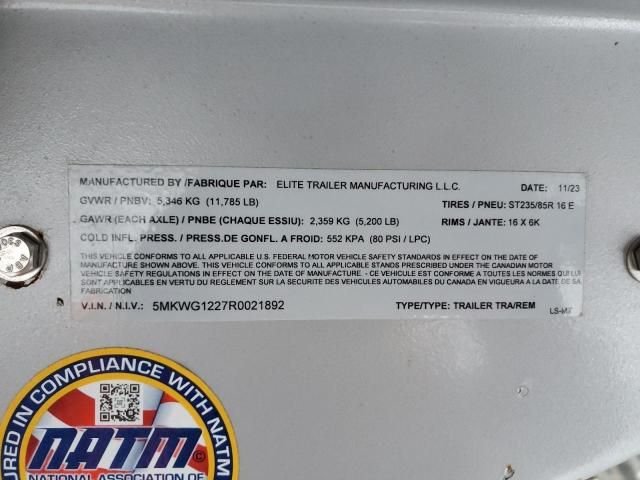 MANUFACTURED BY /FABRIQUE PAR: ELITE TRAILER MANUFACTURING L.L.C. DATE 11/23
GVWR / PNBV: 5,346 KG (11,785 LB) TIRES / PNEU: ST235/85R 16 E
GAWR (EACH AXLE) / PNBE (CHAQUE ESSIU) : 2,359 KG (5,200 LB) RIMS / JANTE: 16 X 6K
COLD INFL. PRESS. / PRESS.DE GONFL. A FROID: 552 KPA (80 PSI / LPC)
THIS VEHICLE CONFORMS TO ALL APPLICABLE U.S. FEDERAL MOTOR VEHICLE SAFETY STANDARDS IN EFFECT ON THE DATE OF
MANUFACTURE SHOWN ABOVE. THIS VEHICLE CONFORMS TO ALL APPLICABLE STANDARDS PRESCRIBED UNDER THE CANADIAN MOTOR
VEHICLE SAFETY REGULATIONS IN EFFECT ON THE DATE OF MANUFACTURE. - CE VEHICULE EST CONFORME A TOUTES LES NORMES QUI LUI
SONT APPLICABLES EN VERTU DU REGLEMENT SUR LA SECURITE DES VEHICULES AUTOMOBILES DU CANADA EN VIGUEUR A LA DATE DE SA
FABRICATION
V.I.N. / N.I.V.: 5MKWG1227R0021892 TYPE/TYPE: TRAILER TRA/REM
IN COMPLIANCE WITH NATM
NATM
©
NATIONAL ASSOCIATION OF